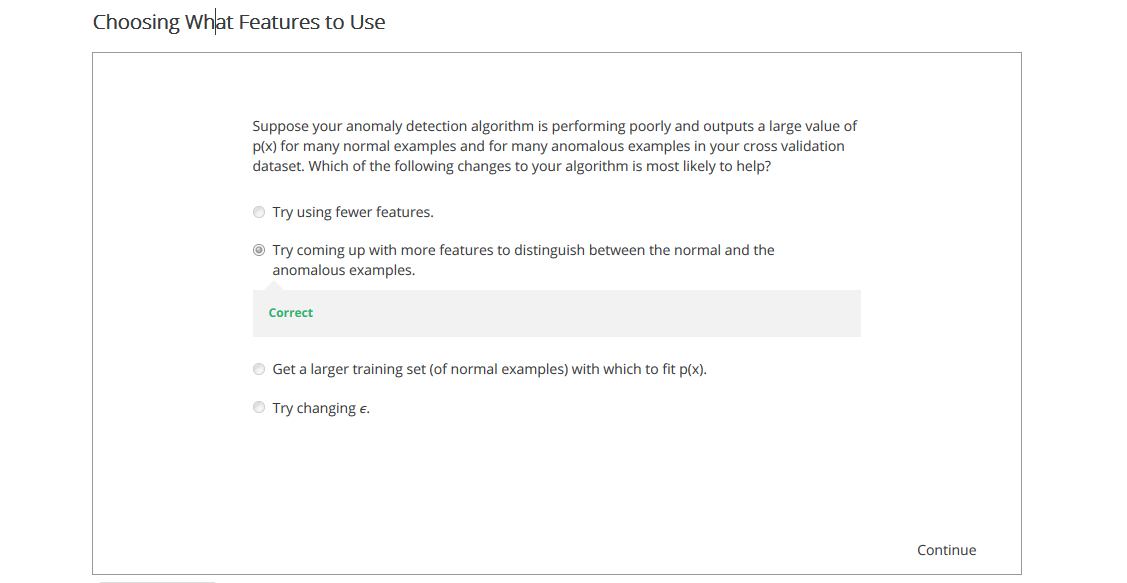 Choosing What Features to Use
Suppose your anomaly detection algorithm is performing poorly and outputs a large value of
p(x) for many normal examples and for many anomalous examples in your cross validation
dataset. Which of the following changes to your algorithm is most likely to help?
Try using fewer features.
Try coming up with more features to distinguish between the normal and the
anomalous examples.
Correct
Get a larger training set (of normal examples) with which to fit p(x).
Try changing ϵ.
Continue